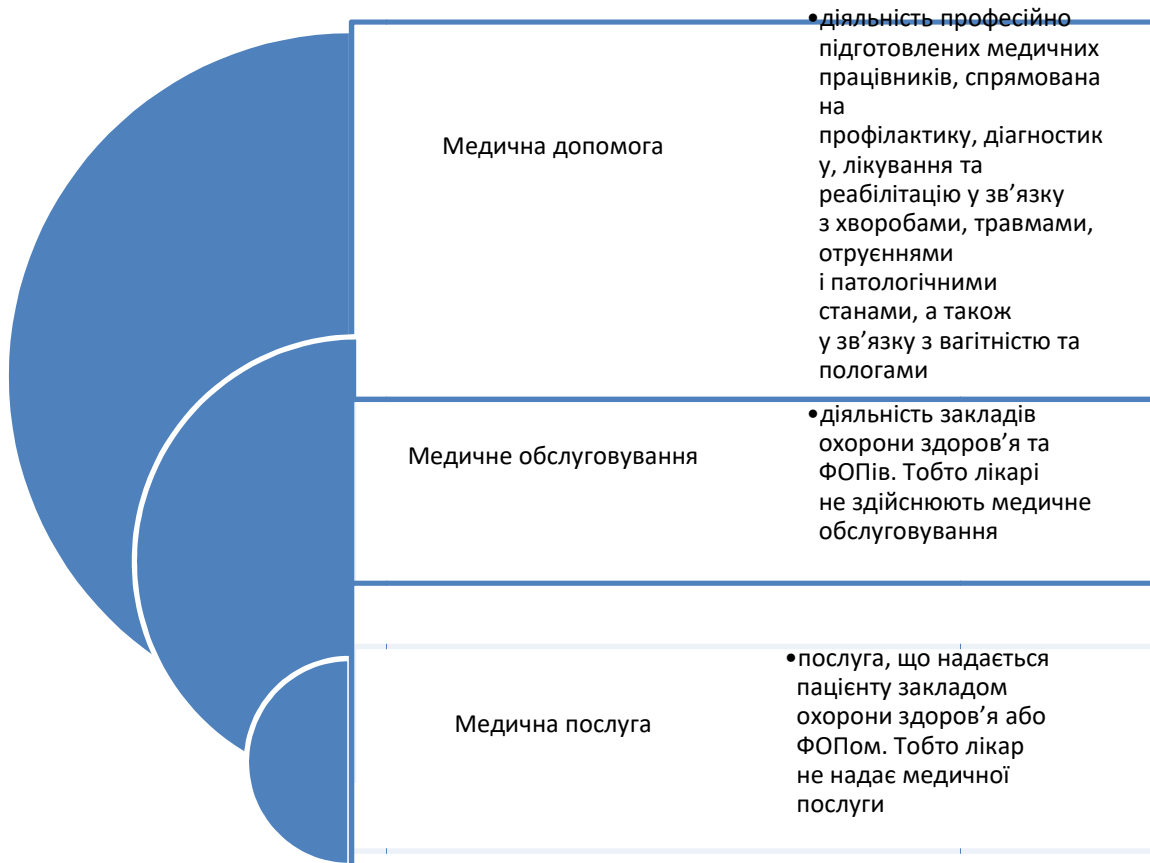 Медична допомога
•діяльність професійно
підготовлених медичних
працівників, спрямована
на
профілактику, діагностик
у, лікування та
реабілітацію у зв’язку
з хворобами, травмами,
отруєннями
і патологічними
станами, а також
у зв’язку з вагітністю та
пологами
Медичне обслуговування
•діяльність закладів
охорони здоров’я та
ФОПів. Тобто лікарі
не здійснюють медичне
обслуговування
Медична послуга
•послуга, що надається
пацієнту закладом
охорони здоров’я або
ФОПом. Тобто лікар
не надає медичної
послуги